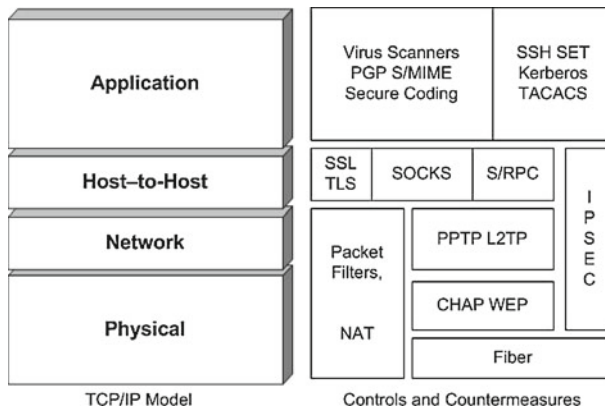 Application
Host–to-Host
Network
Physical
TCP/IP Model
Virus Scanners
PGP S/MIME
Secure Coding
SSH SET
Kerberos
TACACS
SSL
TLS
SOCKS
S/RPC
I
P
S
E
C
Packet
Filters,
NAT
PPTP L2TP
CHAP WEP
Fiber
Controls and Countermeasures